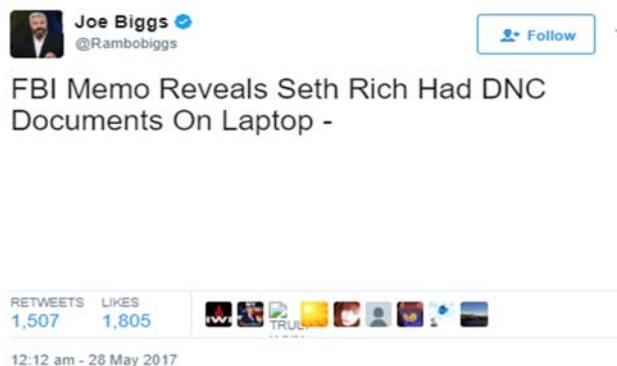 Joe Biggs
@Rambobiggs
Follow
FBI Memo Reveals Seth Rich Had DNC
Documents On Laptop -
RETWEETS LIKES
1,507 1,805
TRUL
12:12 am - 28 May 2017